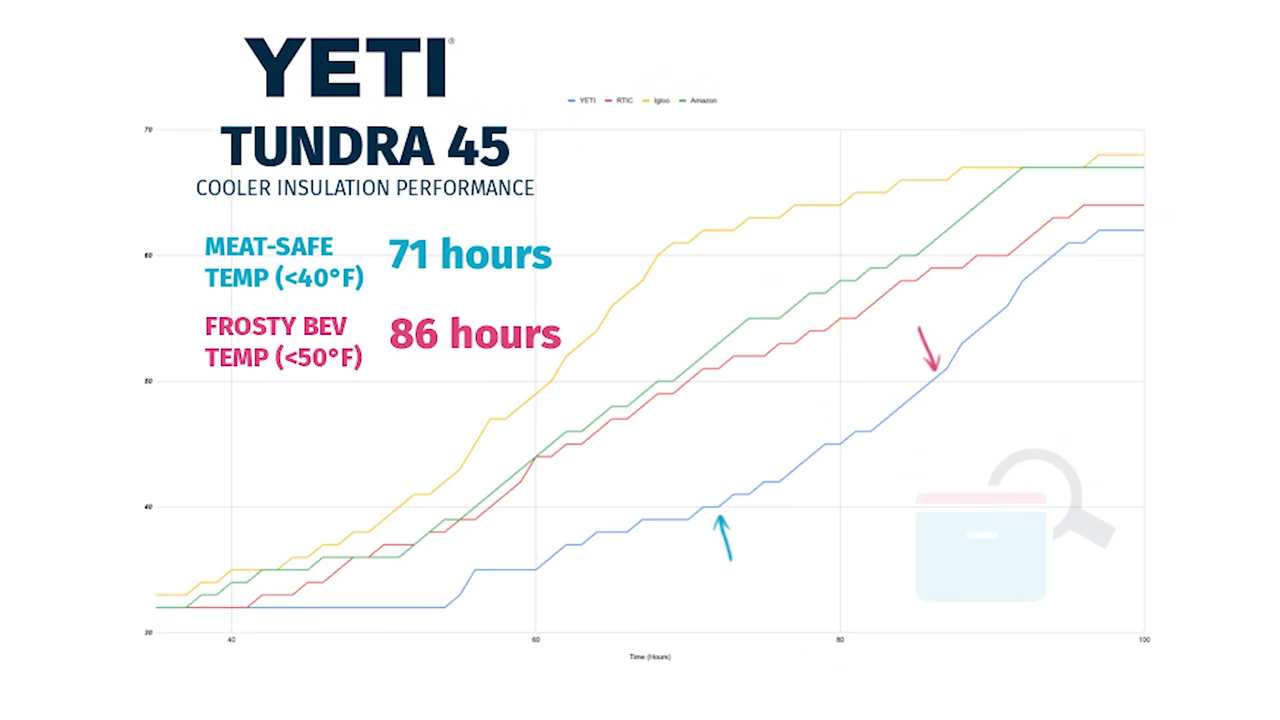 YETI®
YETI RTIC Igloo Amazon
70
TUNDRA 45
COOLER INSULATION PERFORMANCE
MEAT-SAFE
TEMP (<40°F)
71 hours
60
FROSTY BEV
TEMP (<50°F)
86 hours
50
40
30
40 60 80 100
Time (Hours)